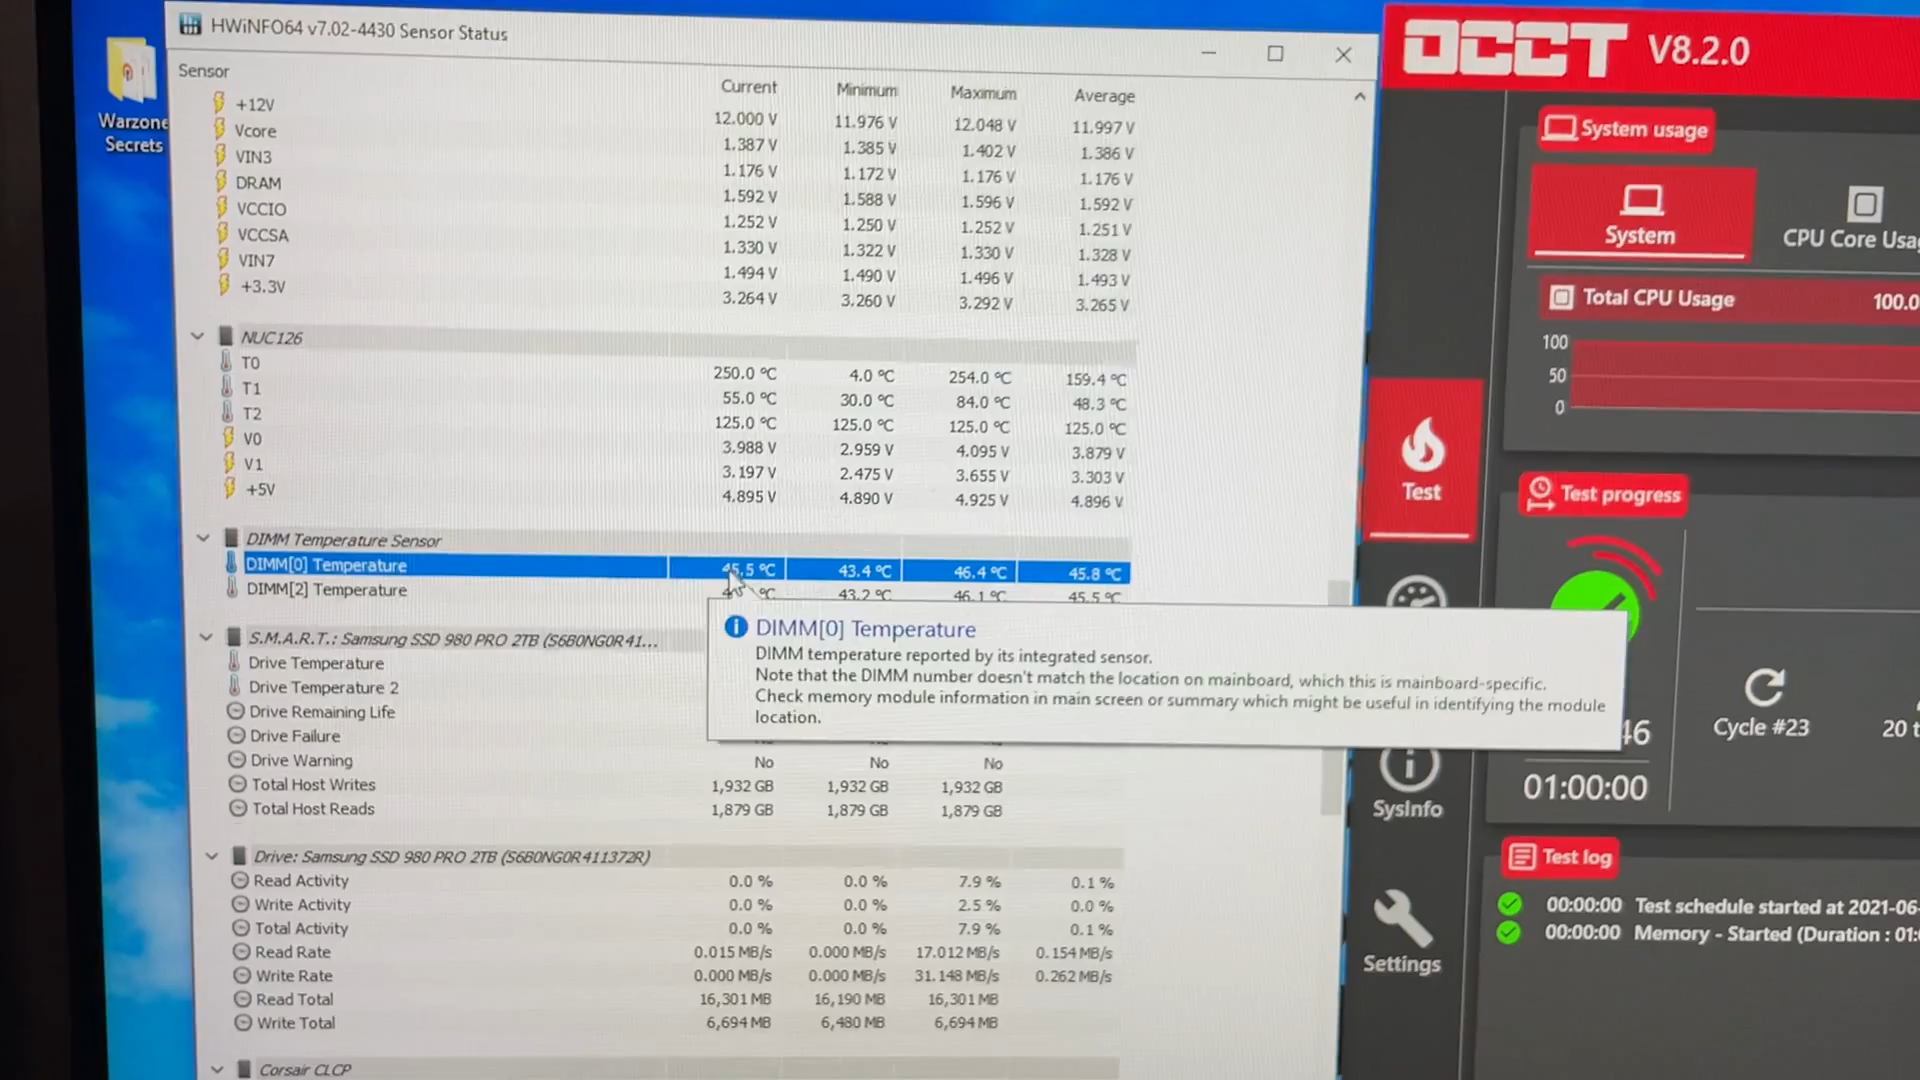 HWiNFO64 v7.02-4430 Sensor Status
Warzone
Secrets
Sensor Current Minimum Maximum Average
+12V 12.000 V 11.976 V 12.048 V 11.997 V
Vcore 1.387 V 1.385 V 1.402 V 1.386 V
VIN3 1.176 V 1.172 V 1.176 V 1.176 V
DRAM 1.592 V 1.588 V 1.596 V 1.592 V
VCCIO 1.252 V 1.250 V 1.252 V 1.251 V
VCCSA 1.330 V 1.322 V 1.330 V 1.328 V
VIN7 1.494 V 1.490 V 1.496 V 1.493 V
+3.3V 3.264 V 3.260 V 3.292 V 3.265 V
NUC126
T0 250.0 °C 4.0 °C 254.0 °C 159.4 °C
T1 55.0 °C 30.0 °C 84.0 °C 48.3 °C
T2 125.0 °C 125.0 °C 125.0 °C 125.0 °C
V0 3.988 V 2.959 V 4.095 V 3.879 V
V1 3.197 V 2.475 V 3.655 V 3.303 V
+5V 4.895 V 4.890 V 4.925 V 4.896 V
DIMM Temperature Sensor
DIMM[0] Temperature 45.5 °C 43.4 °C 46.4 °C 45.8 °C
DIMM[2] Temperature °C 43.2 °C 46.1 °C 45.5 °C
DIMM[0] Temperature
DIMM temperature reported by its integrated sensor.
Note that the DIMM number doesn't match the location on mainboard, which this is mainboard-specific.
Check memory module information in main screen or summary which might be useful in identifying the module
location.
S.M.A.R.T.: Samsung SSD 980 PRO 2TB (S6B0NG0R41...
Drive Temperature
Drive Temperature 2
Drive Remaining Life
Drive Failure
Drive Warning No No No
Total Host Writes 1,932 GB 1,932 GB 1,932 GB
Total Host Reads 1,879 GB 1,879 GB 1,879 GB
Drive: Samsung SSD 980 PRO 2TB (S6B0NG0R411372R)
Read Activity 0.0 % 0.0 % 7.9 % 0.1 %
Write Activity 0.0 % 0.0 % 2.5 % 0.0 %
Total Activity 0.0 % 0.0 % 7.9 % 0.1 %
Read Rate 0.015 MB/s 0.000 MB/s 17.012 MB/s 0.154 MB/s
Write Rate 0.000 MB/s 0.000 MB/s 31.148 MB/s 0.262 MB/s
Read Total 16,301 MB 16,190 MB 16,301 MB
Write Total 6,694 MB 6,480 MB 6,694 MB
Corsair CLCP
OCCT V8.2.0
System usage
System
CPU Core Usa
Total CPU Usage 100.0
100
50
0
Test
Test progress
46
01:00:00
Cycle #23
20 t
SysInfo
Settings
Test log
00:00:00 Test schedule started at 2021-06-
00:00:00 Memory - Started (Duration : 01: